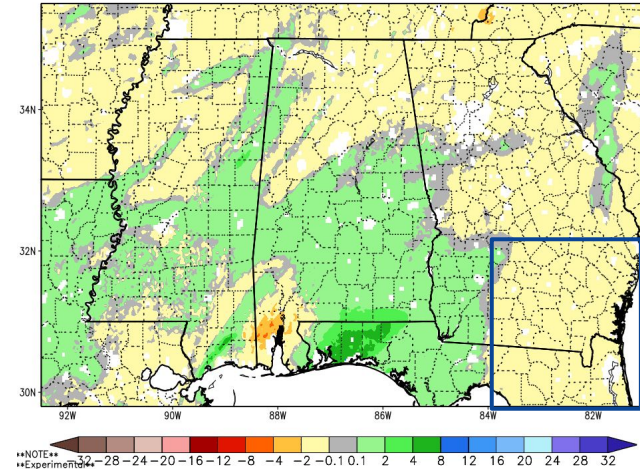 34N
32N
30N
92W 90W 88W 86W 84W 82W
**NOTE** -32 -28 -24 -20 -16 -12 -8 -4 -2 -0.1 0.1 2 4 8 12 16 20 24 28 32
**Experimental**